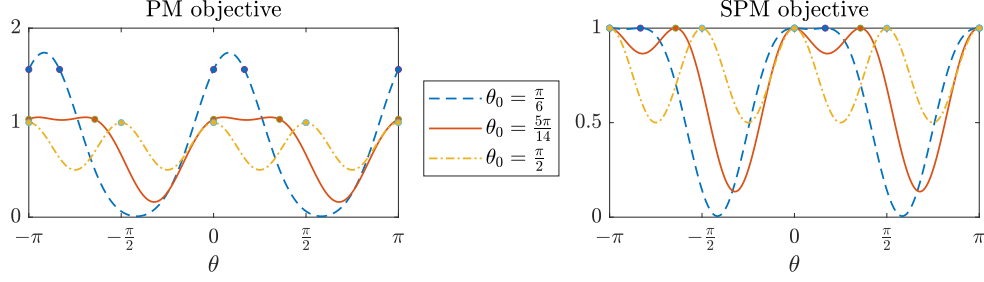 PM objective
2
1
0
−π
−π/2
0
π/2
π
θ
θ₀ = π/6
θ₀ = 5π/14
θ₀ = π/2
SPM objective
1
0.5
0
−π
−π/2
0
π/2
π
θ